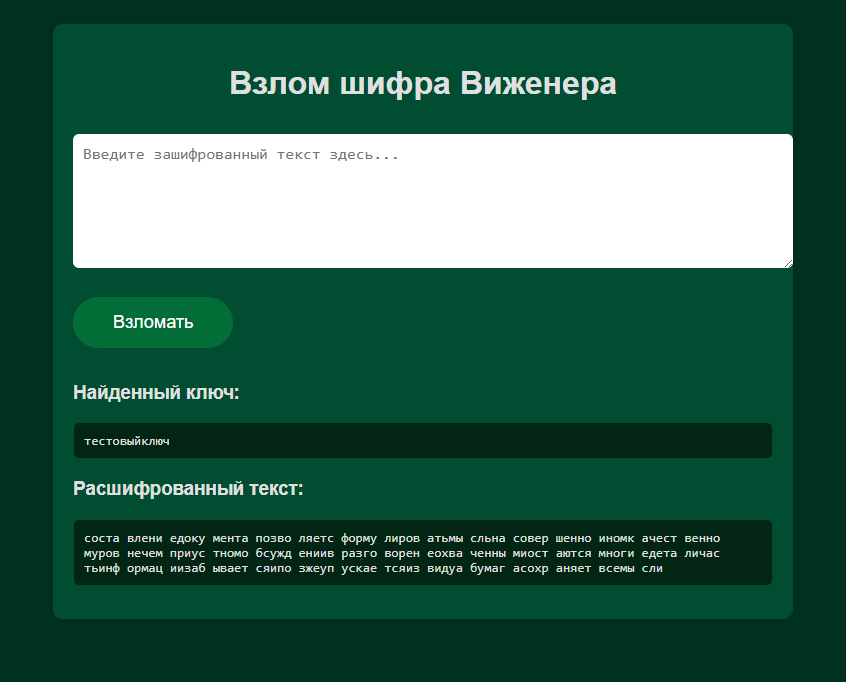 Взлом шифра Виженера
Введите зашифрованный текст здесь...
Взломать
Найденный ключ:
тестовыйключ
Расшифрованный текст:
соста влени едоку мента позво ляетс форму лиров атьмы сльна совер шенно иномк ачест венно
муров нечем приус тномо бсужд ениив разго ворен еохва ченны миост аются многи едета личас
тьинф ормац иизаб ывает сяипо зжеуп ускае тсяиз видуа бумаг асохр аняет всемы сли